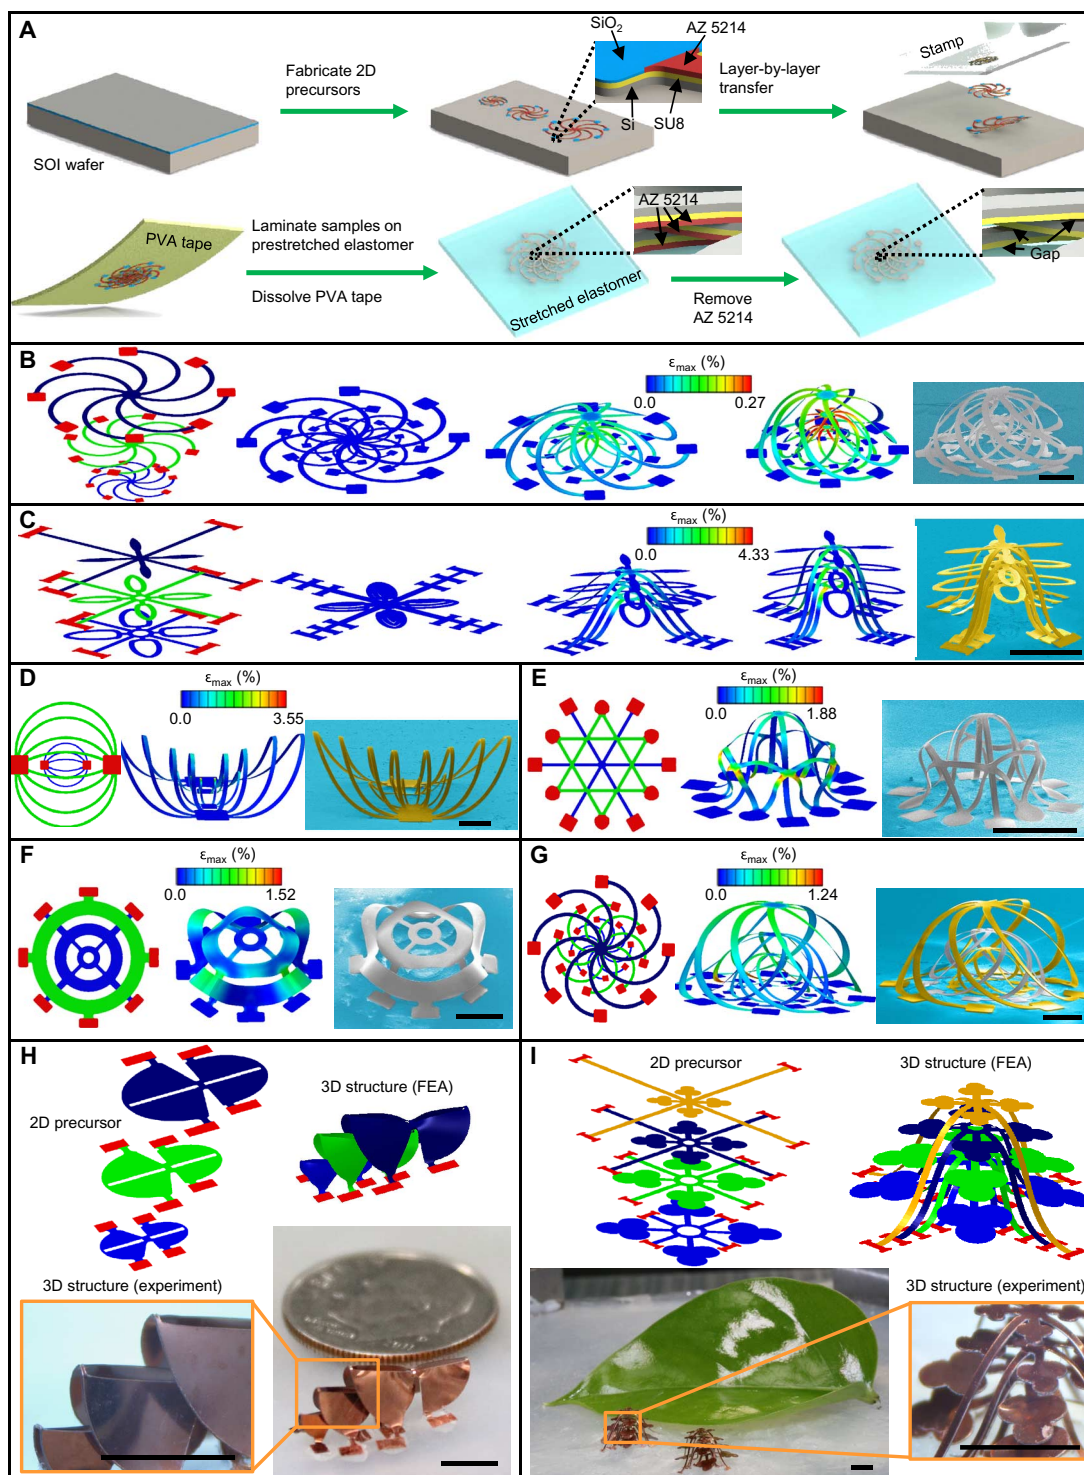 A
SOI wafer
Fabricate 2D
precursors
SiO2
AZ 5214
Si
SU8
Layer-by-layer
transfer
Stamp
PVA tape
Laminate samples on
prestretched elastomer
Dissolve PVA tape
AZ 5214
Stretched elastomer
Remove
AZ 5214
Gap
B
εmax (%)
0.0
0.27
C
εmax (%)
0.0
4.33
D
εmax (%)
0.0
3.55
E
εmax (%)
0.0
1.88
F
εmax (%)
0.0
1.52
G
εmax (%)
0.0
1.24
H
2D precursor
3D structure (FEA)
3D structure (experiment)
I
2D precursor
3D structure (FEA)
3D structure (experiment)